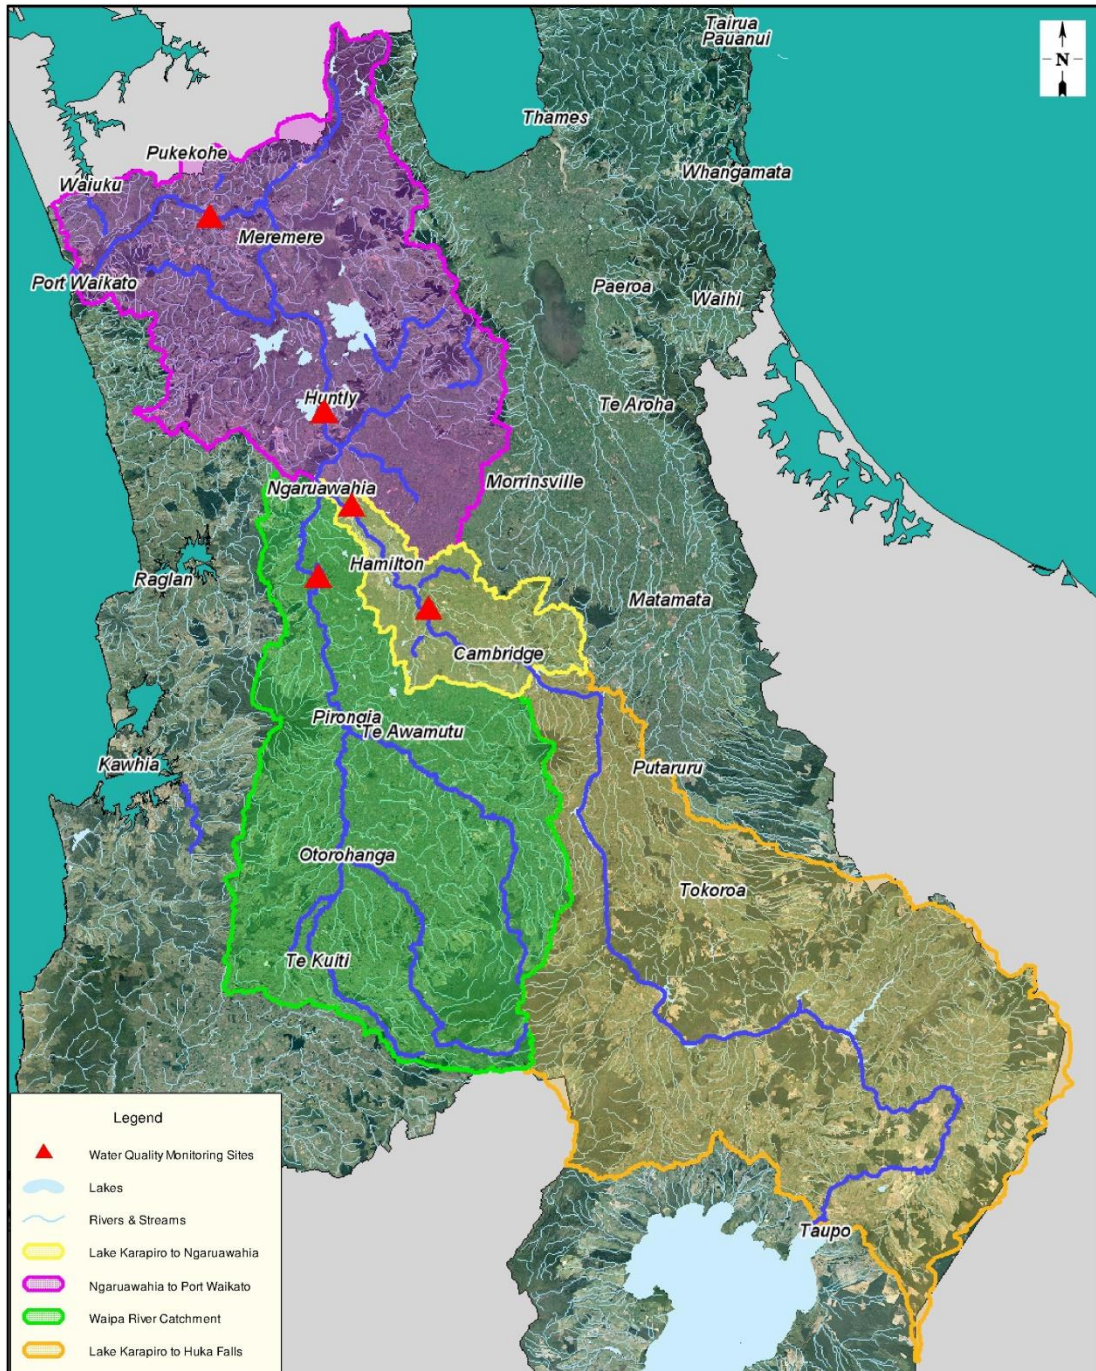 Tairua
Pauanui
N
Thames
Pukekohe
Whangamata
Waiuku
Meremere
Port Waikato
Paeroa
Waihi
Huntly
Te Aroha
Ngaruawahia
Morrinsville
Hamilton
Raglan
Matamata
Cambridge
Pirongia
Te Awamutu
Kawhia
Putaruru
Otorohanga
Tokoroa
Te Kuiti
Taupo
Legend
Water Quality Monitoring Sites
Lakes
Rivers & Streams
Lake Karapiro to Ngaruawahia
Ngaruawahia to Port Waikato
Waipa River Catchment
Lake Karapiro to Huka Falls